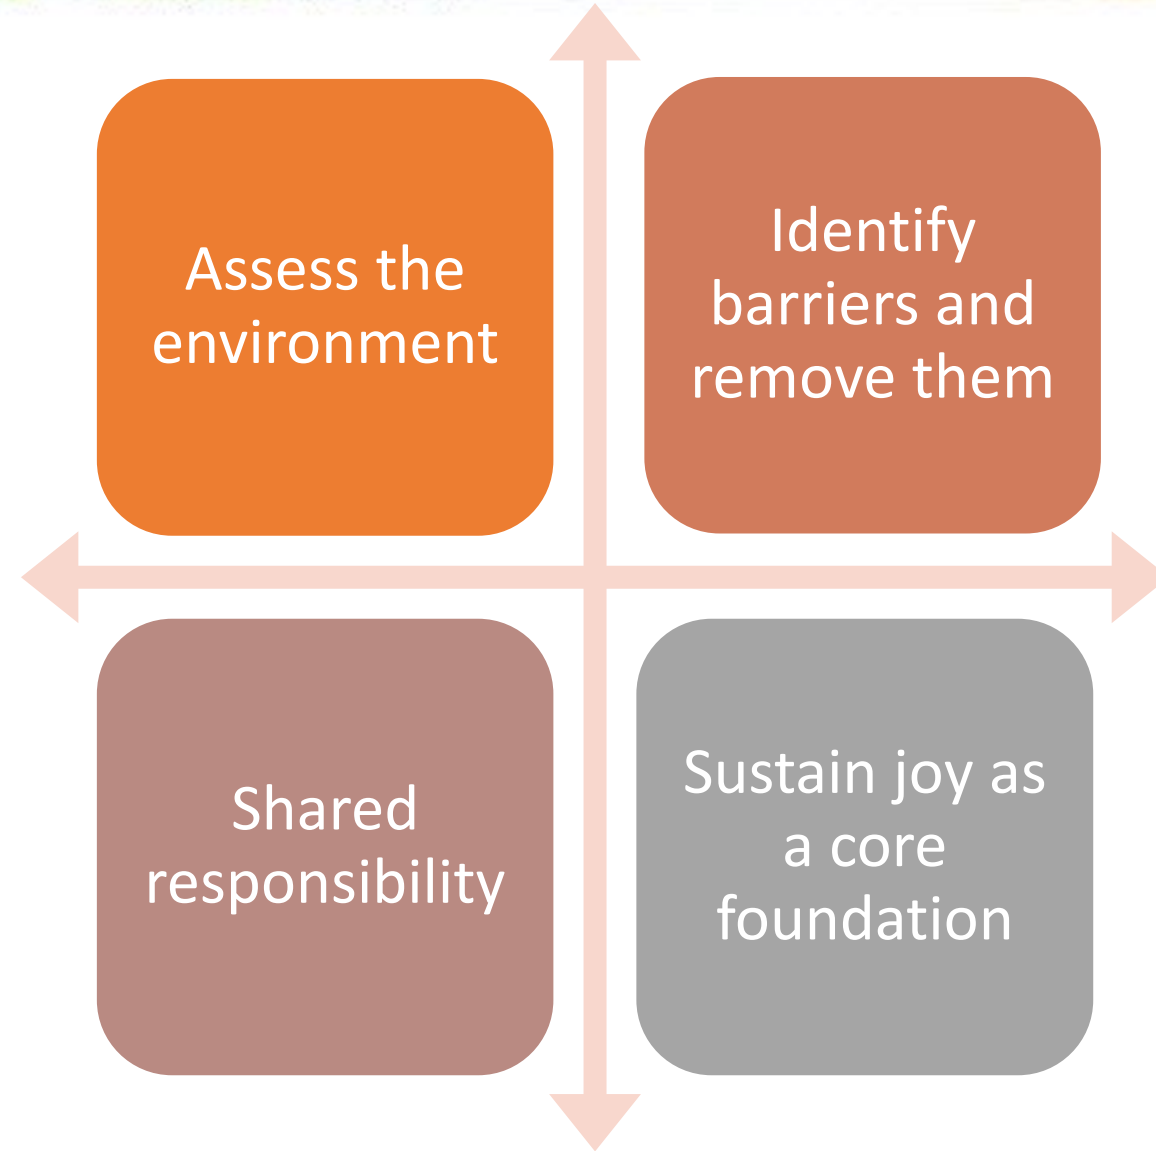 Assess the
environment
Identify
barriers and
remove them
Shared
responsibility
Sustain joy as
a core
foundation